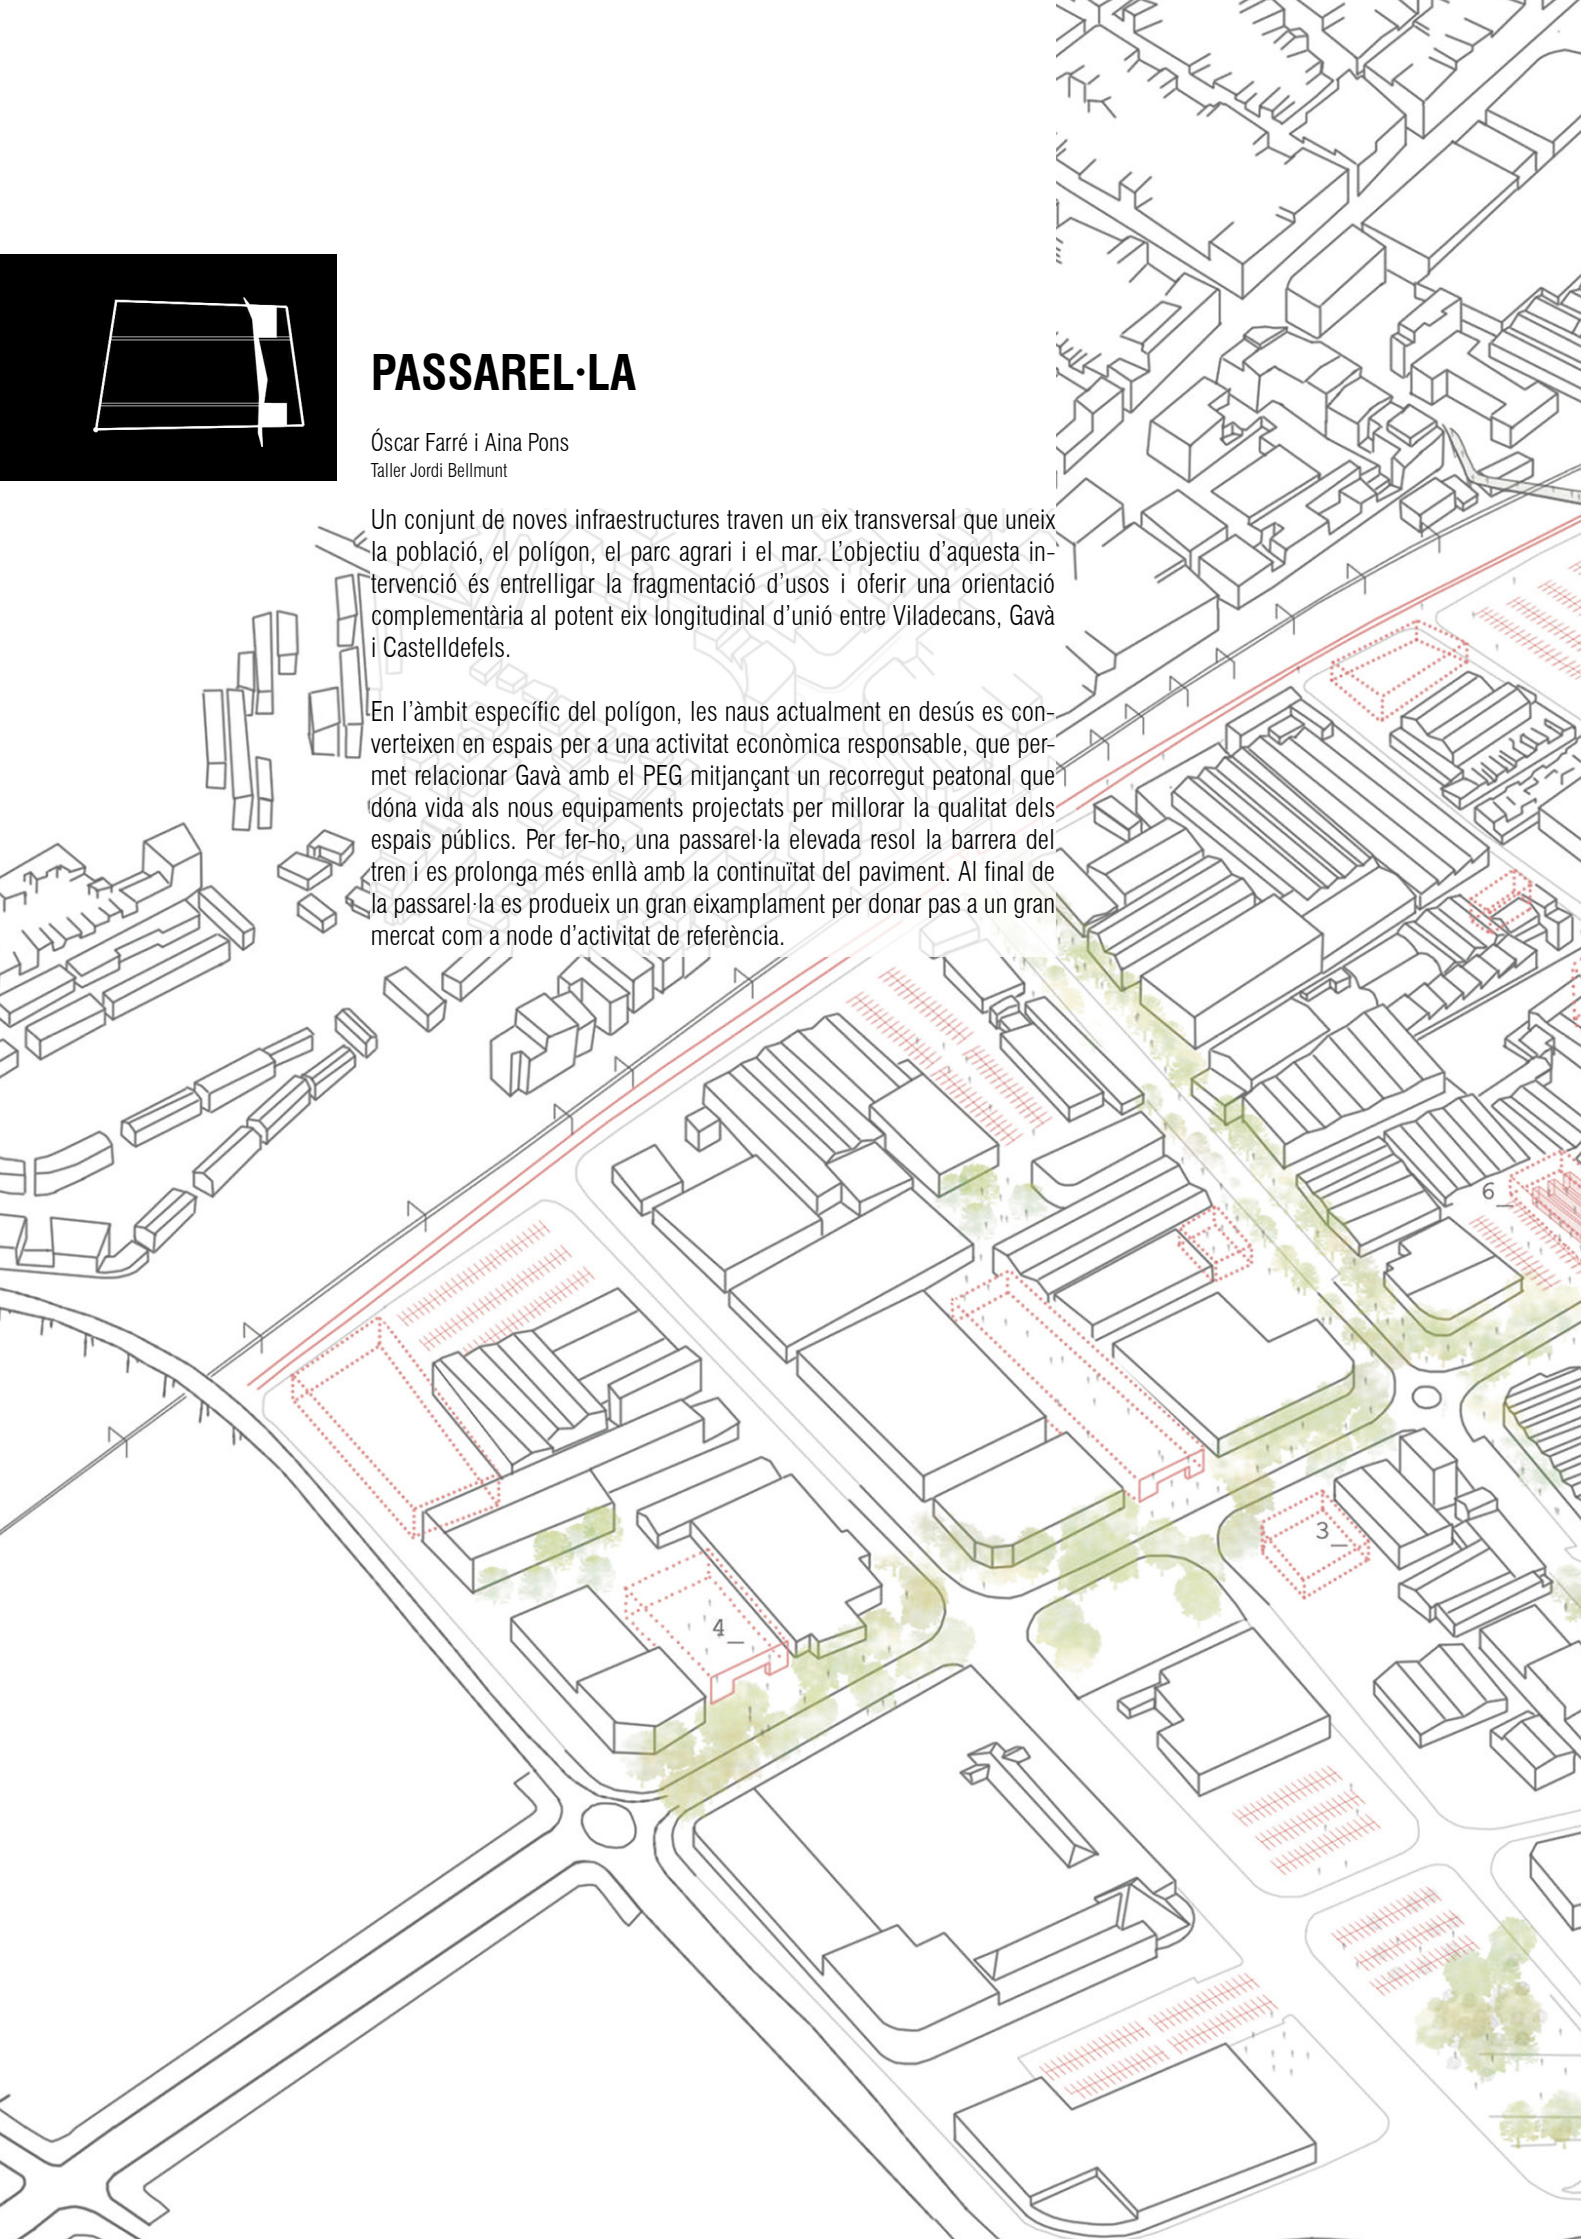 PASSAREL·LA
Óscar Farré i Aina Pons
Taller Jordi Bellmunt
Un conjunt de noves infraestructures traven un eix transversal que uneix
la població, el polígon, el parc agrari i el mar. L'objectiu d'aquesta in-
tervenció és entrelligar la fragmentació d'usos i oferir una orientació
complementària al potent eix longitudinal d'unió entre Viladecans, Gavà
i Castelldefels.
En l'àmbit específic del polígon, les naus actualment en desús es con-
verteixen en espais per a una activitat econòmica responsable, que per-
met relacionar Gavà amb el PEG mitjançant un recorregut peatonal que
dóna vida als nous equipaments projectats per millorar la qualitat dels
espais públics. Per fer-ho, una passarel·la elevada resol la barrera del
tren i es prolonga més enllà amb la continuïtat del paviment. Al final de
la passarel·la es produeix un gran eixamplament per donar pas a un gran
mercat com a node d'activitat de referència.
6_
3_
4_